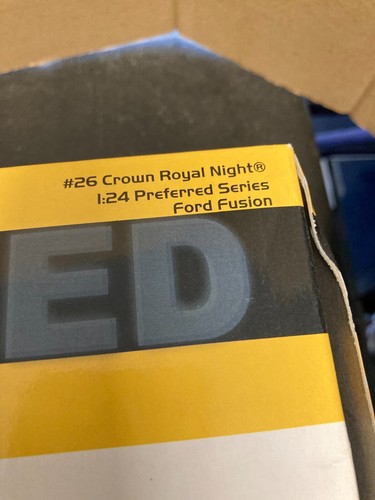 #26 Crown Royal Night®
1:24 Preferred Series
Ford Fusion
ED